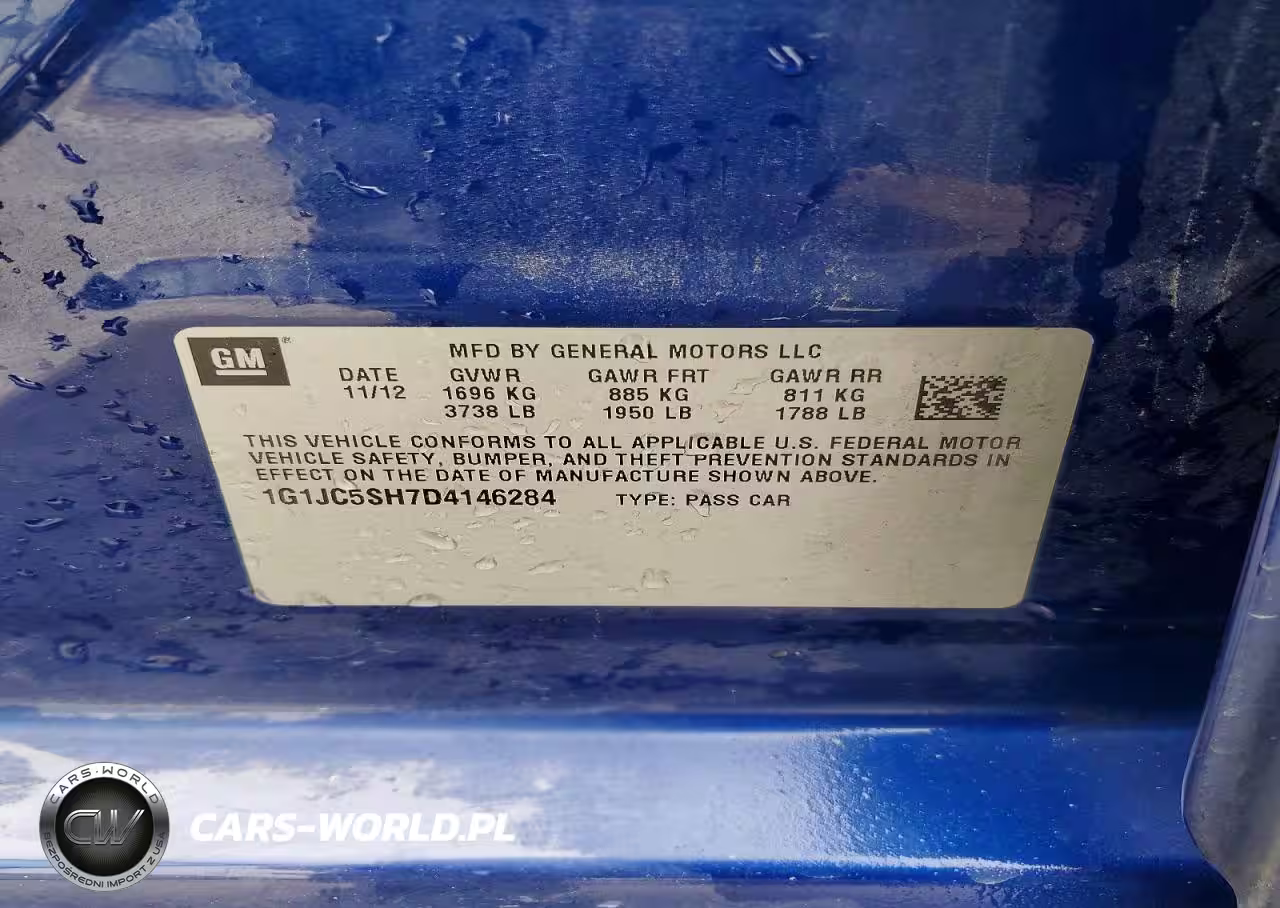 GM ®
MFD BY GENERAL MOTORS LLC
DATE GVWR GAWR FRT GAWR RR
11/12 1696 KG 885 KG 811 KG
3738 LB 1950 LB 1788 LB
THIS VEHICLE CONFORMS TO ALL APPLICABLE U.S. FEDERAL MOTOR
VEHICLE SAFETY, BUMPER, AND THEFT PREVENTION STANDARDS IN
EFFECT ON THE DATE OF MANUFACTURE SHOWN ABOVE.
1G1JC5SH7D4146284 TYPE: PASS CAR
CARS-WORLD
CW
BEZPOŚREDNI IMPORT Z USA
CARS-WORLD.PL